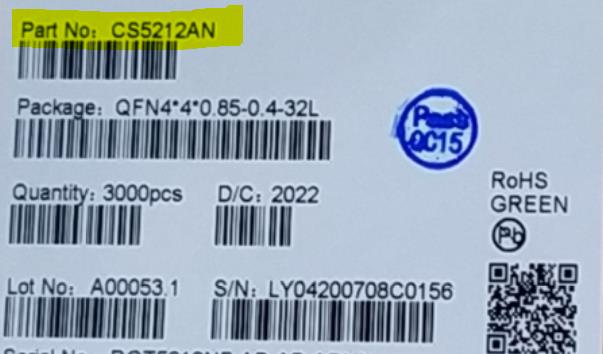 Part No: CS5212AN
Package: QFN4*4*0.85-0.4-32L
Pass
QC15
Quantity: 3000pcs D/C: 2022
RoHS
GREEN
Pb
Lot No: A00053.1 S/N: LY04200708C0156